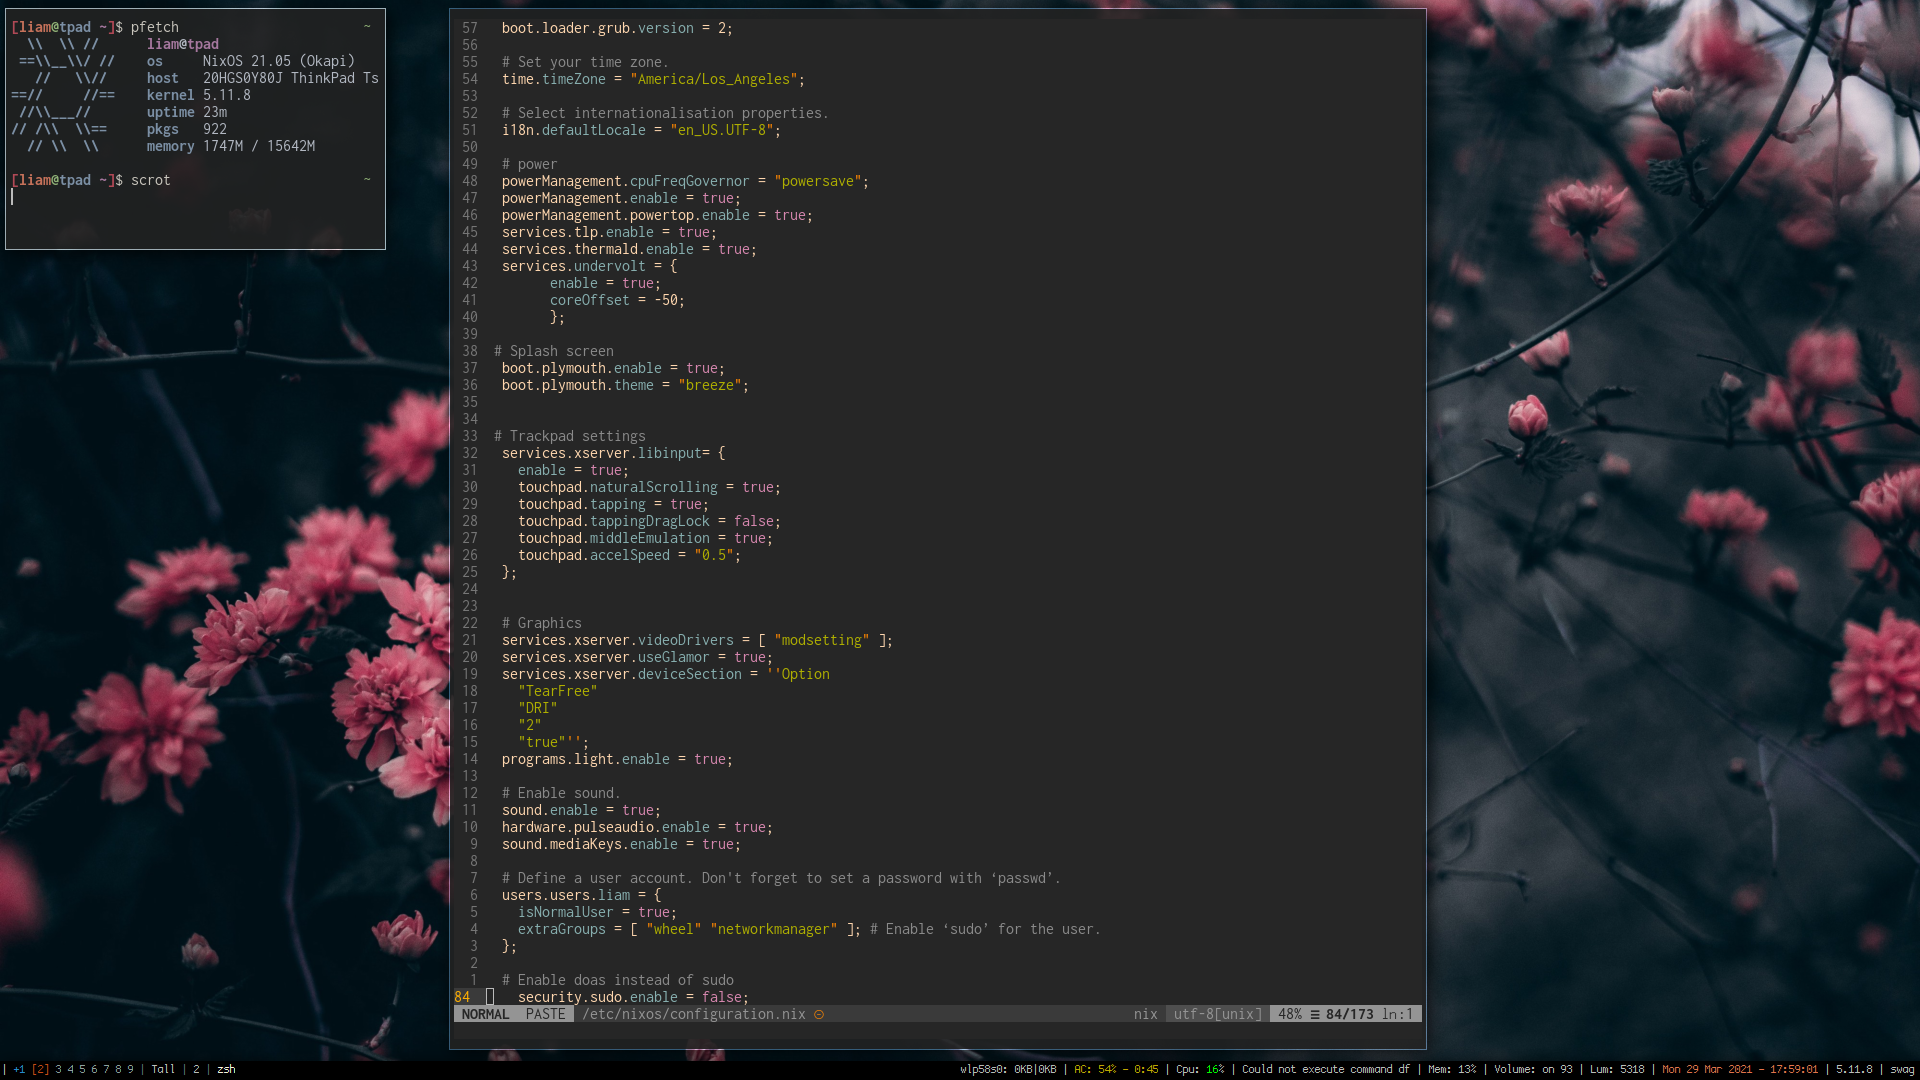 [liam@tpad ~]$ pfetch ~
\\ \\ // liam@tpad
==\\__\\/ // os NixOS 21.05 (Okapi)
// \\// host 20HGS0Y80J ThinkPad Ts
==// //== kernel 5.11.8
//\\___// uptime 23m
// /\\ \\== pkgs 922
// \\ \\ memory 1747M / 15642M
[liam@tpad ~]$ scrot ~
57 boot.loader.grub.version = 2;
56
55 # Set your time zone.
54 time.timeZone = "America/Los_Angeles";
53
52 # Select internationalisation properties.
51 i18n.defaultLocale = "en_US.UTF-8";
50
49 # power
48 powerManagement.cpuFreqGovernor = "powersave";
47 powerManagement.enable = true;
46 powerManagement.powertop.enable = true;
45 services.tlp.enable = true;
44 services.thermald.enable = true;
43 services.undervolt = {
42 enable = true;
41 coreOffset = -50;
40 };
39
38 # Splash screen
37 boot.plymouth.enable = true;
36 boot.plymouth.theme = "breeze";
35
34
33 # Trackpad settings
32 services.xserver.libinput= {
31 enable = true;
30 touchpad.naturalScrolling = true;
29 touchpad.tapping = true;
28 touchpad.tappingDragLock = false;
27 touchpad.middleEmulation = true;
26 touchpad.accelSpeed = "0.5";
25 };
24
23
22 # Graphics
21 services.xserver.videoDrivers = [ "modsetting" ];
20 services.xserver.useGlamor = true;
19 services.xserver.deviceSection = ''Option
18 "TearFree"
17 "DRI"
16 "2"
15 "true"'';
14 programs.light.enable = true;
13
12 # Enable sound.
11 sound.enable = true;
10 hardware.pulseaudio.enable = true;
9 sound.mediaKeys.enable = true;
8
7 # Define a user account. Don't forget to set a password with ‘passwd’.
6 users.users.liam = {
5 isNormalUser = true;
4 extraGroups = [ "wheel" "networkmanager" ]; # Enable ‘sudo’ for the user.
3 };
2
1 # Enable doas instead of sudo
84 security.sudo.enable = false;
NORMAL PASTE /etc/nixos/configuration.nix ⊝ nix utf-8[unix] 48% ≡ 84/173 ln:1
| +1 [2] 3 4 5 6 7 8 9 | Tall | 2 | zsh wlp58s0: 0KB|0KB | AC: 54% - 0:45 | Cpu: 16% | Could not execute command df | Mem: 13% | Volume: on 93 | Lum: 5318 | Mon 29 Mar 2021 - 17:59:01 | 5.11.8 | swag